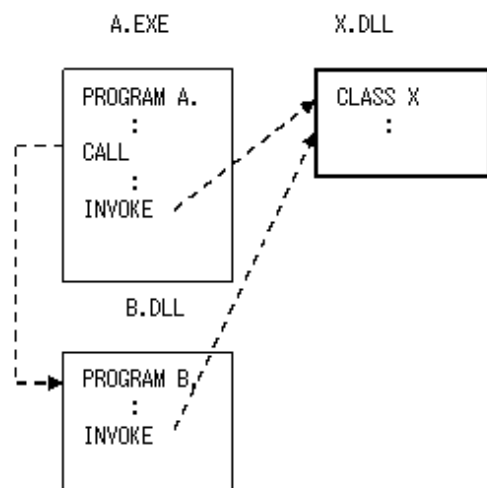 A.EXE
PROGRAM A.
:
CALL
:
INVOKE
X.DLL
CLASS X
:
B.DLL
PROGRAM B.
:
INVOKE